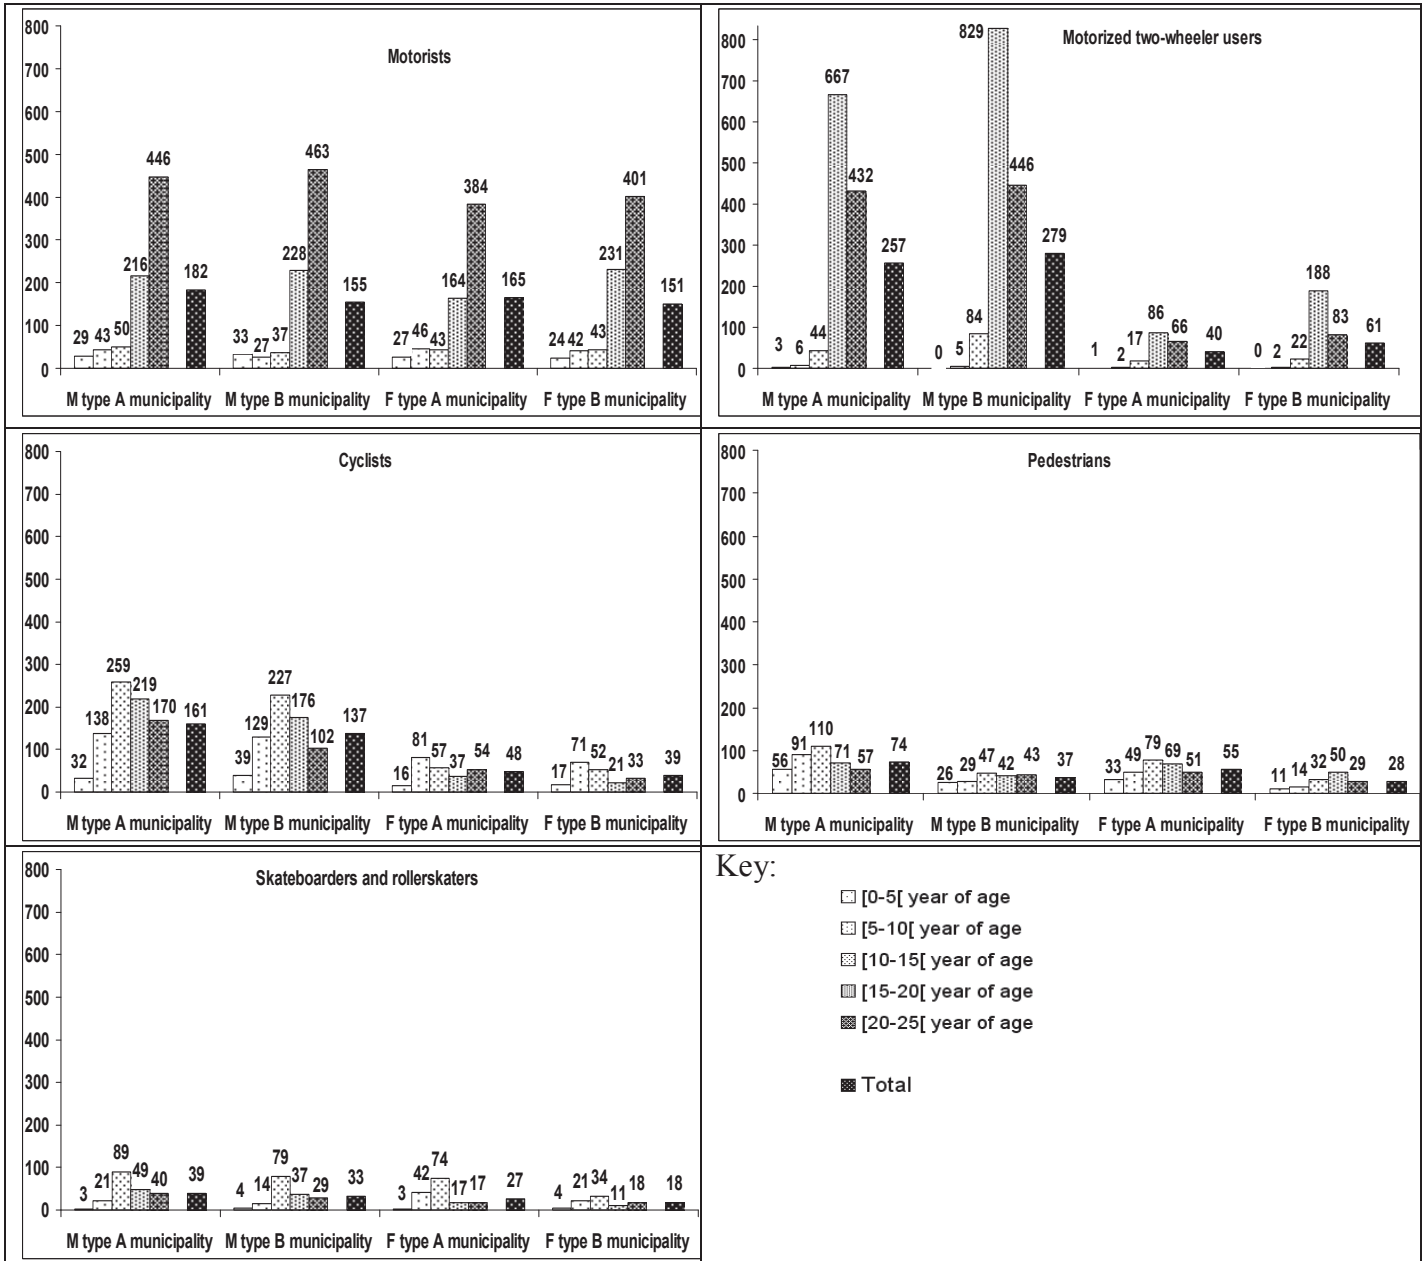 Motorists
800
700
600
500
400
300
200
100
0
29 43 50 216 446 182
33 27 37 228 463 155
27 46 43 164 384 165
24 42 43 231 401 151
M type A municipality M type B municipality F type A municipality F type B municipality
Motorized two-wheeler users
800
700
600
500
400
300
200
100
0
3 6 44 667 432 257
0 5 84 829 446 279
1 2 17 86 66 40
0 2 22 188 83 61
M type A municipality M type B municipality F type A municipality F type B municipality
Cyclists
800
700
600
500
400
300
200
100
0
32 138 259 219 170 161
39 129 227 176 102 137
16 81 57 37 54 48
17 71 52 21 33 39
M type A municipality M type B municipality F type A municipality F type B municipality
Pedestrians
800
700
600
500
400
300
200
100
0
56 91 110 71 57 74
26 29 47 42 43 37
33 49 79 69 51 55
11 14 32 50 29 28
M type A municipality M type B municipality F type A municipality F type B municipality
Skateboarders and rollerskaters
800
700
600
500
400
300
200
100
0
3 21 89 49 40 39
4 14 79 37 29 33
3 42 74 17 17 27
4 21 34 11 18 18
M type A municipality M type B municipality F type A municipality F type B municipality
Key:
[0-5[ year of age
[5-10[ year of age
[10-15[ year of age
[15-20[ year of age
[20-25[ year of age
Total